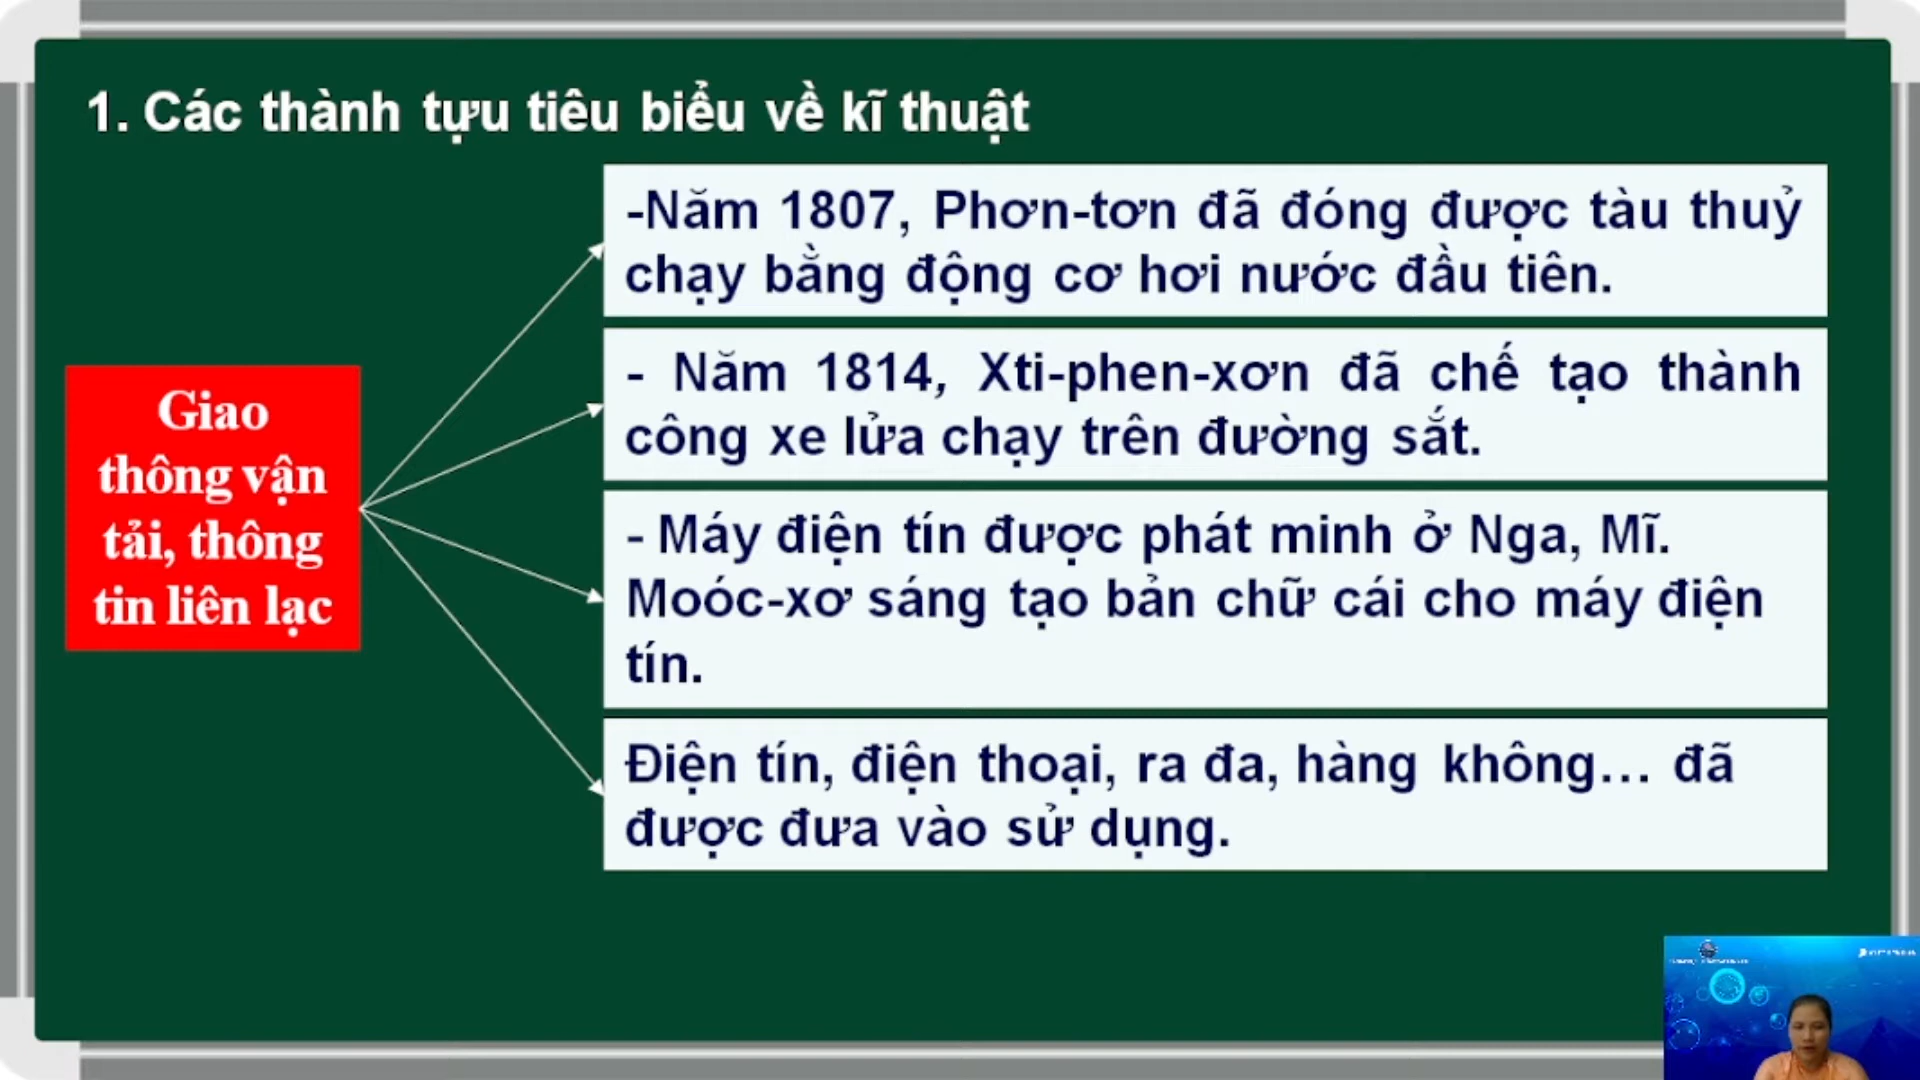 1. Các thành tựu tiêu biểu về kĩ thuật
-Năm 1807, Phơn-tơn đã đóng được tàu thuỷ
chạy bằng động cơ hơi nước đầu tiên.
- Năm 1814, Xti-phen-xơn đã chế tạo thành
công xe lửa chạy trên đường sắt.
Giao
thông vận
tải, thông
tin liên lạc
- Máy điện tín được phát minh ở Nga, Mĩ.
Moóc-xơ sáng tạo bản chữ cái cho máy điện
tín.
Điện tín, điện thoại, ra đa, hàng không... đã
được đưa vào sử dụng.